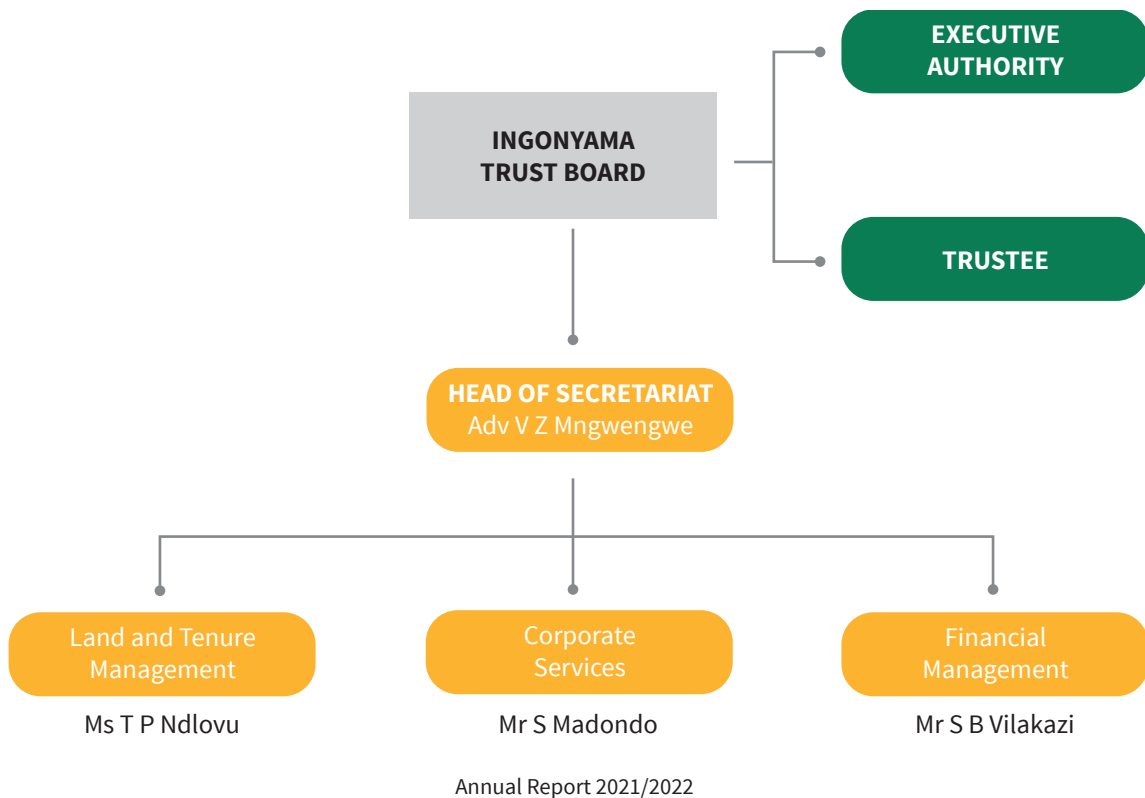 EXECUTIVE
AUTHORITY
INGONYAMA
TRUST BOARD
TRUSTEE
HEAD OF SECRETARIAT
Adv V Z Mngwengwe
Land and Tenure
Management
Ms T P Ndlovu
Corporate
Services
Mr S Madondo
Financial
Management
Mr S B Vilakazi
Annual Report 2021/2022